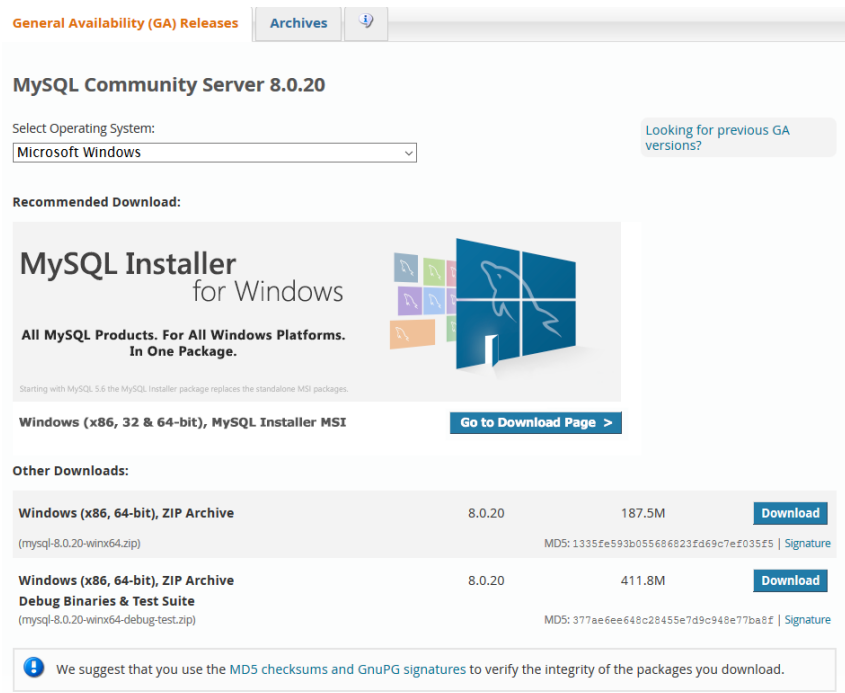 General Availability (GA) Releases
Archives
MySQL Community Server 8.0.20
Select Operating System:
Looking for previous GA
versions?
Microsoft Windows
Recommended Download:
MySQL Installer
for Windows
All MySQL Products. For All Windows Platforms.
In One Package.
Starting with MySQL 5.6 the MySQL Installer package replaces the standalone MSI packages.
Windows (x86, 32 & 64-bit), MySQL Installer MSI
Go to Download Page >
Other Downloads:
Windows (x86, 64-bit), ZIP Archive 8.0.20 187.5M Download
(mysql-8.0.20-winx64.zip) MD5: 1335fe593b055686823fd69c7ef035f5 | Signature
Windows (x86, 64-bit), ZIP Archive 8.0.20 411.8M Download
Debug Binaries & Test Suite
(mysql-8.0.20-winx64-debug-test.zip) MD5: 377ae6ee648c28455e7d9c948e77ba8f | Signature
We suggest that you use the MD5 checksums and GnuPG signatures to verify the integrity of the packages you download.